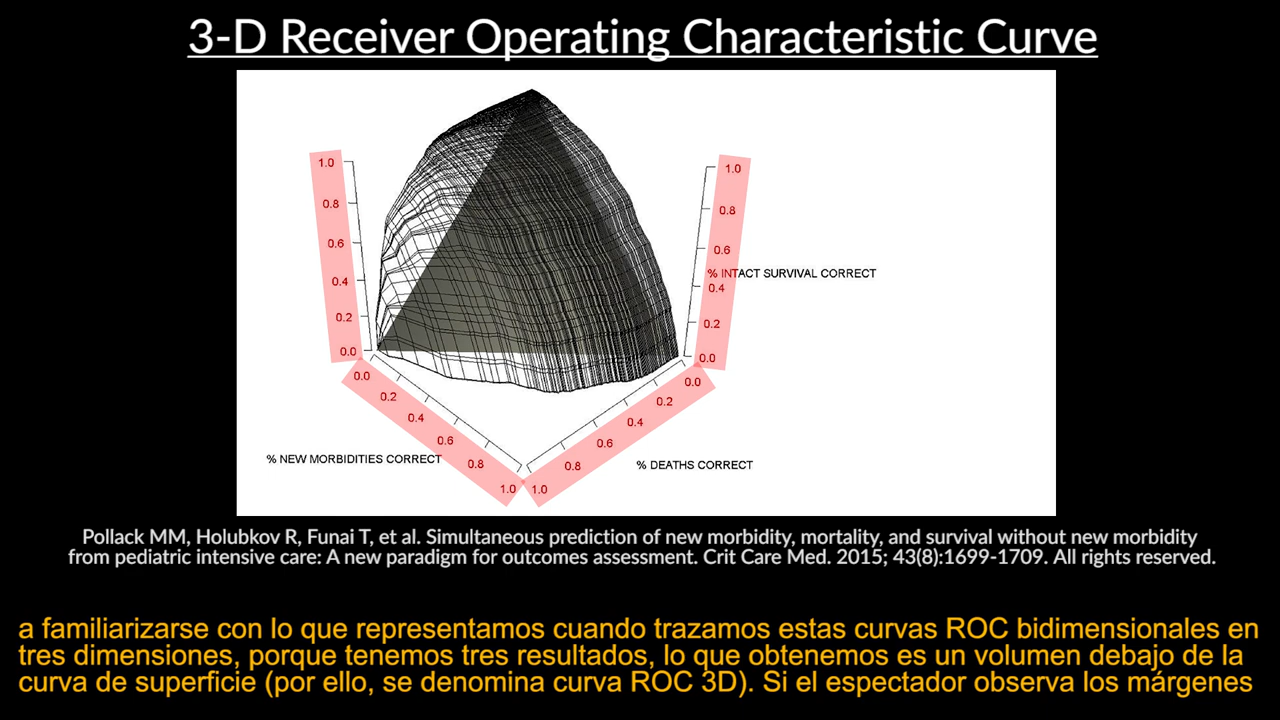 3-D Receiver Operating Characteristic Curve
1.0
0.8
0.6
0.4
0.2
0.0
1.0
0.8
0.6
% INTACT SURVIVAL CORRECT
0.4
0.2
0.0
0.0
0.2
0.4
0.6
0.8
1.0
% NEW MORBIDITIES CORRECT
0.0
0.2
0.4
0.6
0.8
1.0
% DEATHS CORRECT
Pollack MM, Holubkov R, Funai T, et al. Simultaneous prediction of new morbidity, mortality, and survival without new morbidity
from pediatric intensive care: A new paradigm for outcomes assessment. Crit Care Med. 2015; 43(8):1699-1709. All rights reserved.
a familiarizarse con lo que representamos cuando trazamos estas curvas ROC bidimensionales en
tres dimensiones, porque tenemos tres resultados, lo que obtenemos es un volumen debajo de la
curva de superficie (por ello, se denomina curva ROC 3D). Si el espectador observa los márgenes